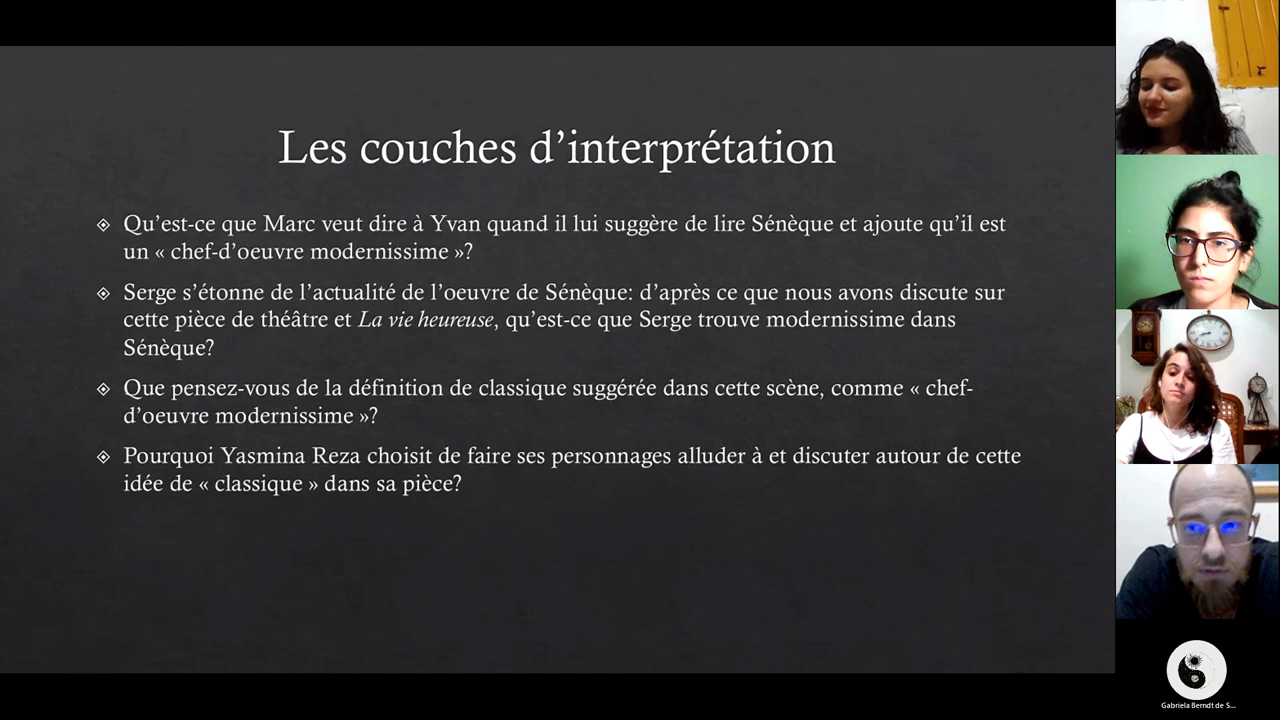 Les couches d’interprétation
Qu’est-ce que Marc veut dire à Yvan quand il lui suggère de lire Sénèque et ajoute qu’il est
un « chef-d’oeuvre modernissime »?
Serge s’étonne de l’actualité de l’oeuvre de Sénèque: d’après ce que nous avons discute sur
cette pièce de théâtre et La vie heureuse, qu’est-ce que Serge trouve modernissime dans
Sénèque?
Que pensez-vous de la définition de classique suggérée dans cette scène, comme « chef-
d’oeuvre modernissime »?
Pourquoi Yasmina Reza choisit de faire ses personnages alluder à et discuter autour de cette
idée de « classique » dans sa pièce?
Gabriela Berndt de S...